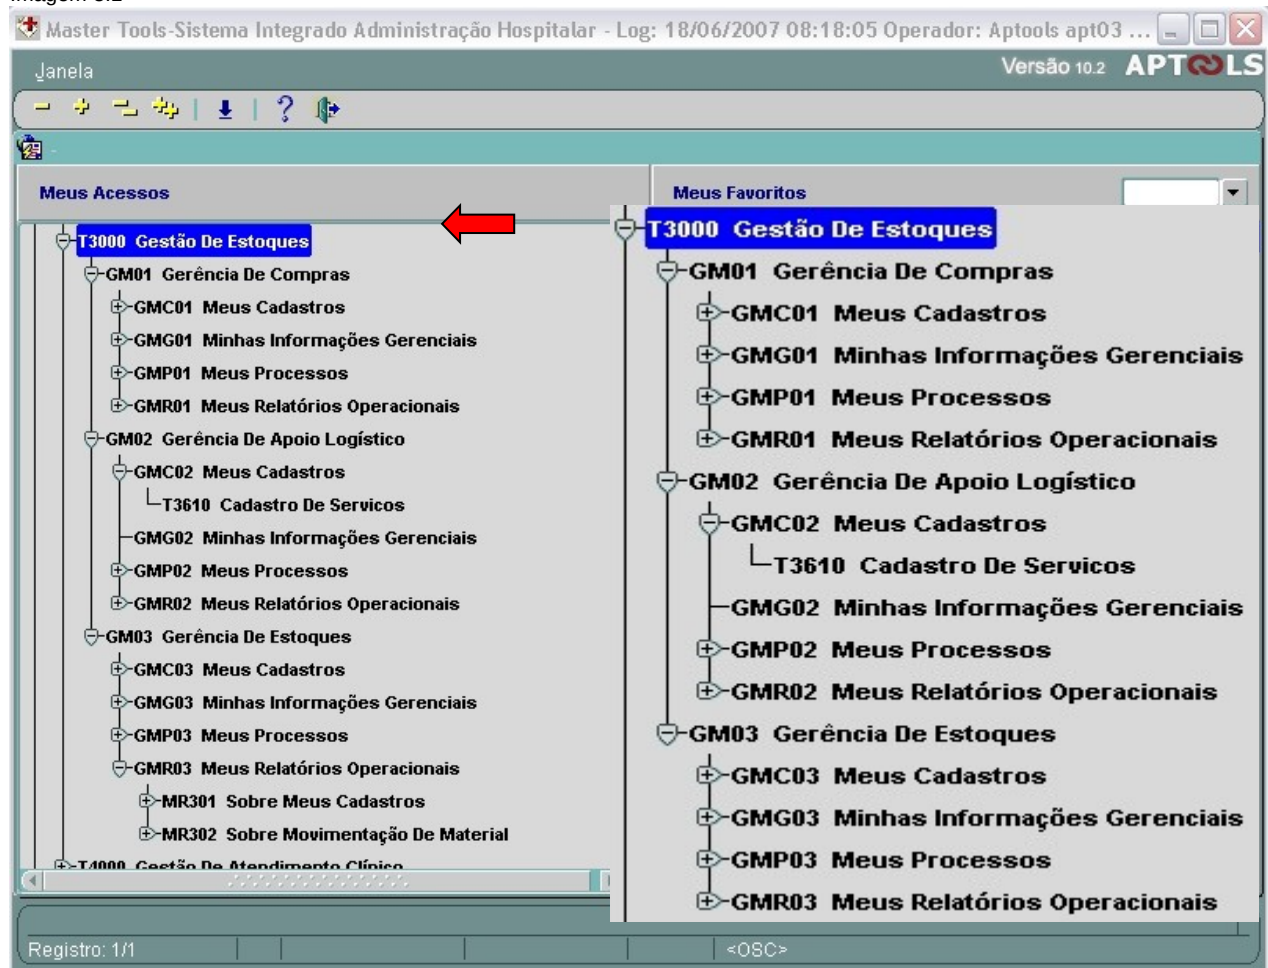 Master Tools-Sistema Integrado Administração Hospitalar - Log: 18/06/2007 08:18:05 Operador: Aptools apt03 ...
Janela
Versão 10.2 APTOOLS
Meus Acessos
Meus Favoritos
T3000 Gestão De Estoques
GM01 Gerência De Compras
GMC01 Meus Cadastros
GMG01 Minhas Informações Gerenciais
GMP01 Meus Processos
GMR01 Meus Relatórios Operacionais
GM02 Gerência De Apoio Logístico
GMC02 Meus Cadastros
T3610 Cadastro De Servicos
GMG02 Minhas Informações Gerenciais
GMP02 Meus Processos
GMR02 Meus Relatórios Operacionais
GM03 Gerência De Estoques
GMC03 Meus Cadastros
GMG03 Minhas Informações Gerenciais
GMP03 Meus Processos
GMR03 Meus Relatórios Operacionais
MR301 Sobre Meus Cadastros
MR302 Sobre Movimentação De Material
T4000 Gestão De Atendimento Clínico
T3000 Gestão De Estoques
GM01 Gerência De Compras
GMC01 Meus Cadastros
GMG01 Minhas Informações Gerenciais
GMP01 Meus Processos
GMR01 Meus Relatórios Operacionais
GM02 Gerência De Apoio Logístico
GMC02 Meus Cadastros
T3610 Cadastro De Servicos
GMG02 Minhas Informações Gerenciais
GMP02 Meus Processos
GMR02 Meus Relatórios Operacionais
GM03 Gerência De Estoques
GMC03 Meus Cadastros
GMG03 Minhas Informações Gerenciais
GMP03 Meus Processos
GMR03 Meus Relatórios Operacionais
Registro: 1/1
<OSC>